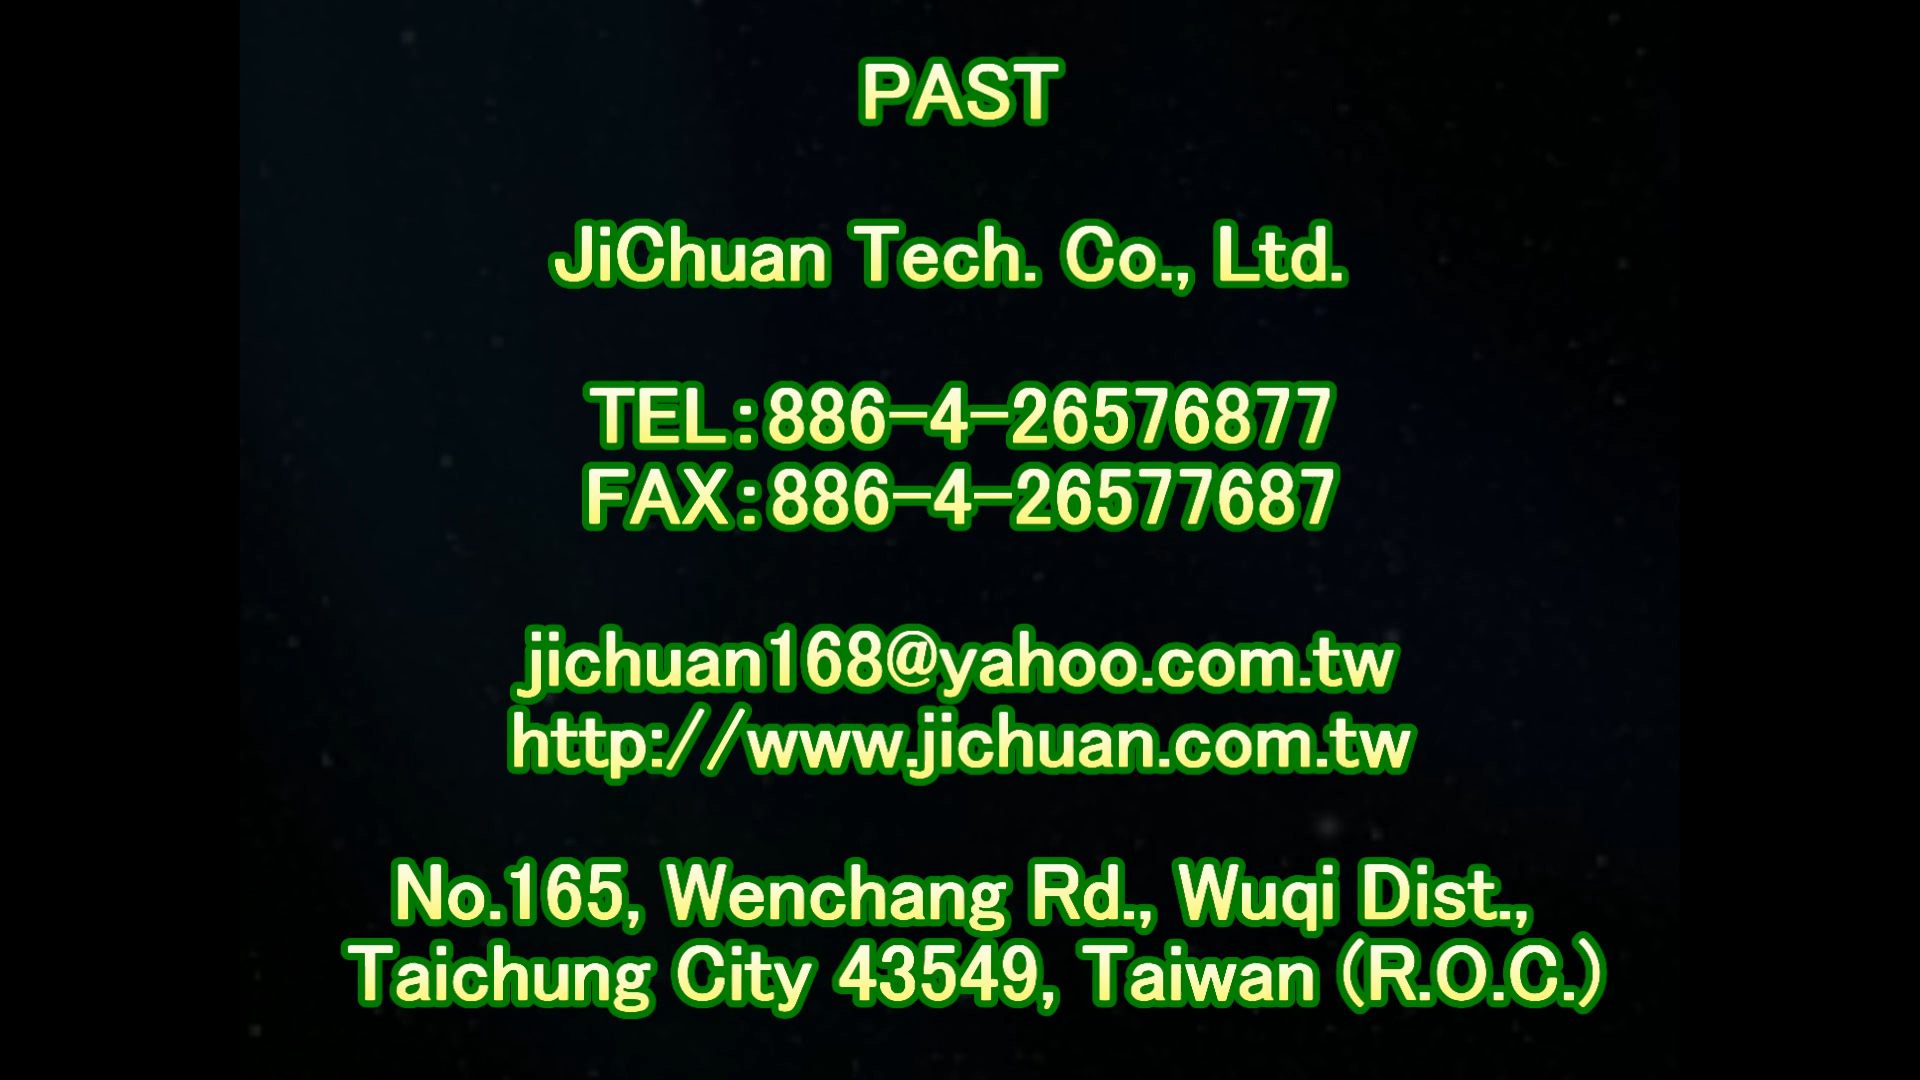 PAST
JiChuan Tech. Co., Ltd.
TEL:886-4-26576877
FAX:886-4-26577687
jichuan168@yahoo.com.tw
http://www.jichuan.com.tw
No.165, Wenchang Rd., Wuqi Dist.,
Taichung City 43549, Taiwan (R.O.C.)